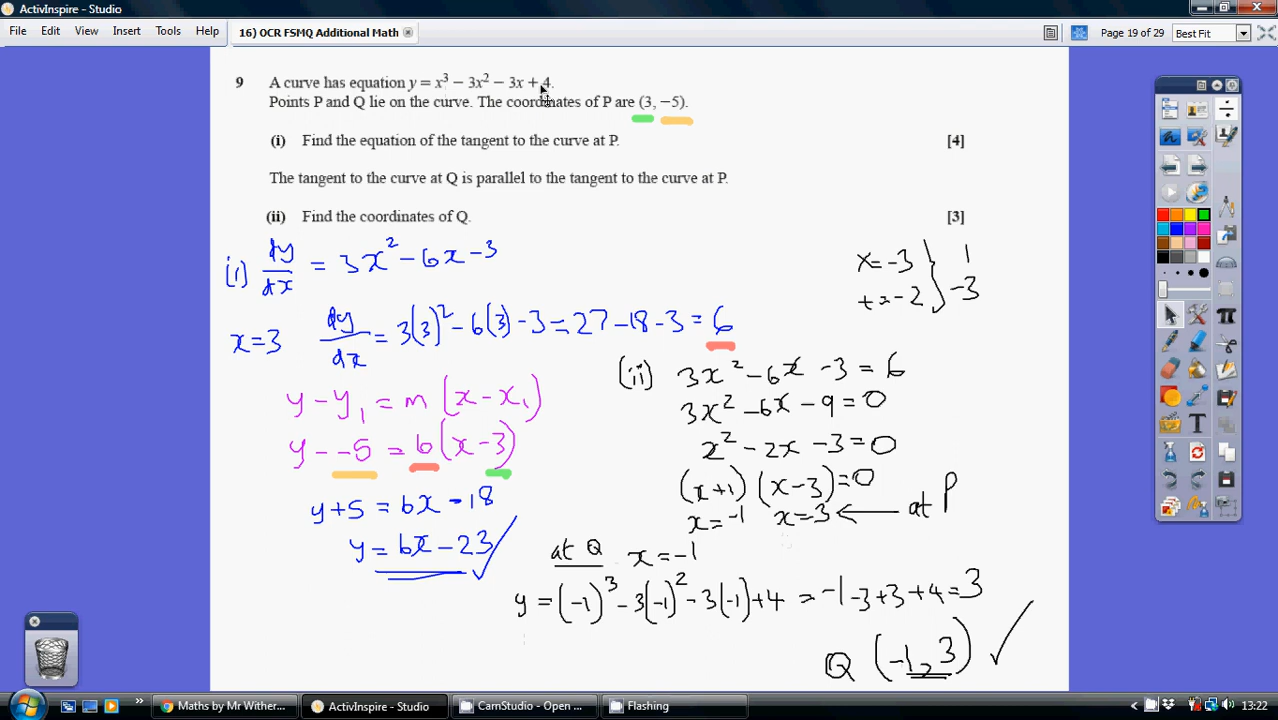 ActivInspire - Studio
File Edit View Insert Tools Help
16) OCR FSMQ Additional Math
Page 19 of 29
Best Fit
9 A curve has equation y = x³ − 3x² − 3x + 4.
Points P and Q lie on the curve. The coordinates of P are (3, −5).
(i) Find the equation of the tangent to the curve at P. [4]
The tangent to the curve at Q is parallel to the tangent to the curve at P.
(ii) Find the coordinates of Q. [3]
(i) dy/dx = 3x² − 6x − 3
x = 3 dy/dx = 3(3)² − 6(3) − 3 = 27 − 18 − 3 = 6
y − y₁ = m(x − x₁)
y − −5 = 6(x − 3)
y + 5 = 6x − 18
y = 6x − 23 ✓
x = −3 } 1
+ = −2 } −3
(ii) 3x² − 6x − 3 = 6
3x² − 6x − 9 = 0
x² − 2x − 3 = 0
(x+1)(x−3) = 0
x = −1 x = 3 ← at P
at Q x = −1
y = (−1)³ − 3(−1)² − 3(−1) + 4 = −1 − 3 + 3 + 4 = 3
Q (−1, 3) ✓
Maths by Mr Wither...
ActivInspire - Studio
CamStudio - Open ...
Flashing
13:22